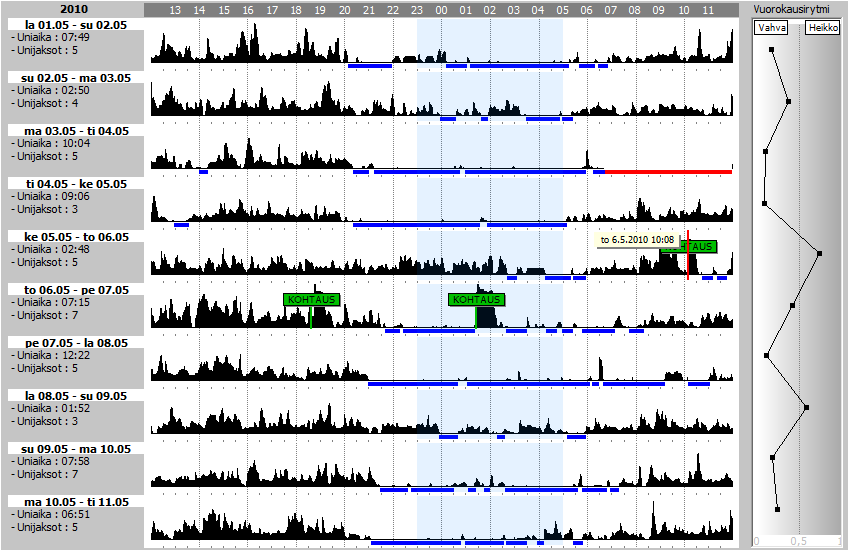 2010 13 14 15 16 17 18 19 20 21 22 23 00 01 02 03 04 05 06 07 08 09 10 11 Vuorokausirytmi
Vahva Heikko
la 01.05 - su 02.05
- Uniaika : 07:49
- Unijaksot : 5
su 02.05 - ma 03.05
- Uniaika : 02:50
- Unijaksot : 4
ma 03.05 - ti 04.05
- Uniaika : 10:04
- Unijaksot : 5
ti 04.05 - ke 05.05
- Uniaika : 09:06
- Unijaksot : 3
ke 05.05 - to 06.05
- Uniaika : 02:48
- Unijaksot : 5
to 6.5.2010 10:08
KOHTAUS
to 06.05 - pe 07.05
- Uniaika : 07:15
- Unijaksot : 7
KOHTAUS KOHTAUS
pe 07.05 - la 08.05
- Uniaika : 12:22
- Unijaksot : 5
la 08.05 - su 09.05
- Uniaika : 01:52
- Unijaksot : 3
su 09.05 - ma 10.05
- Uniaika : 07:58
- Unijaksot : 7
ma 10.05 - ti 11.05
- Uniaika : 06:51
- Unijaksot : 5
0 0,5 1